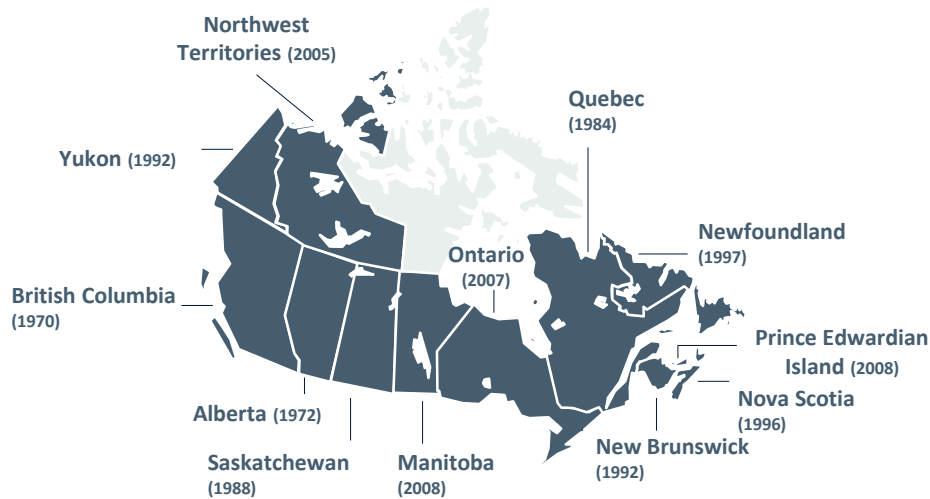 Northwest
Territories (2005)
Quebec
(1984)
Yukon (1992)
Newfoundland
(1997)
Ontario
(2007)
British Columbia
(1970)
Prince Edwardian
Island (2008)
Nova Scotia
(1996)
Alberta (1972)
New Brunswick
(1992)
Saskatchewan
(1988)
Manitoba
(2008)